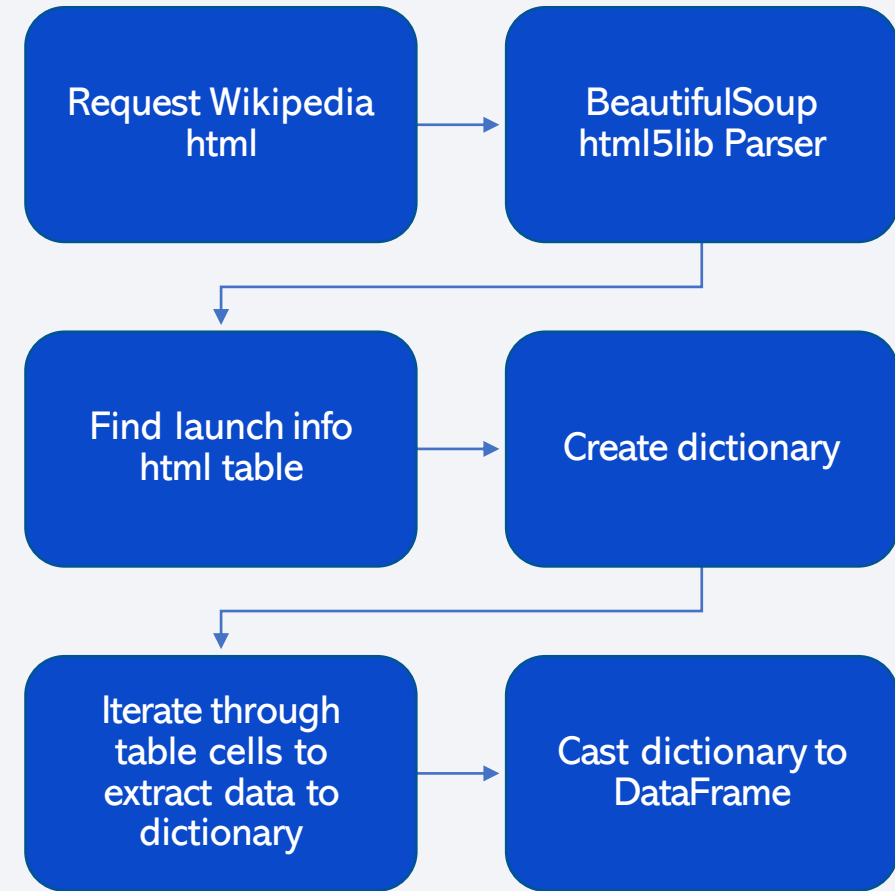 Request Wikipedia
html
BeautifulSoup
html5lib Parser
Find launch info
html table
Create dictionary
Iterate through
table cells to
extract data to
dictionary
Cast dictionary to
DataFrame